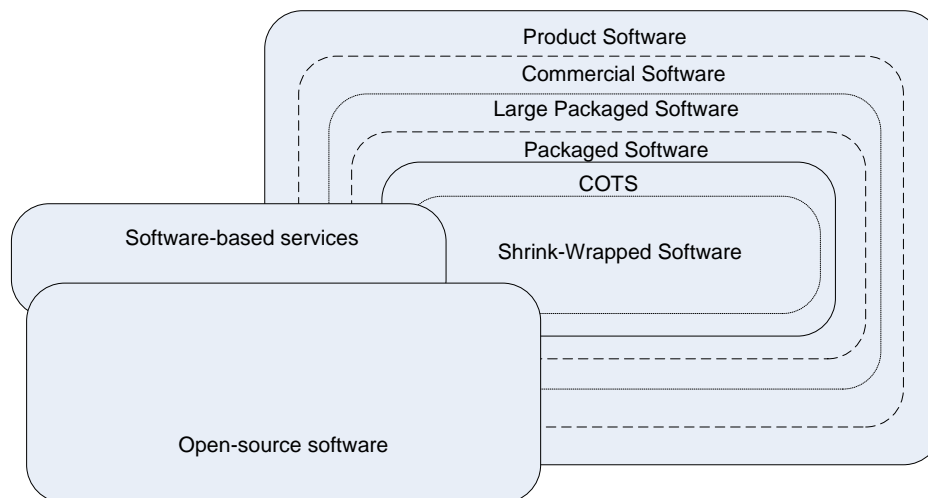 Product Software
Commercial Software
Large Packaged Software
Packaged Software
COTS
Shrink-Wrapped Software
Software-based services
Open-source software